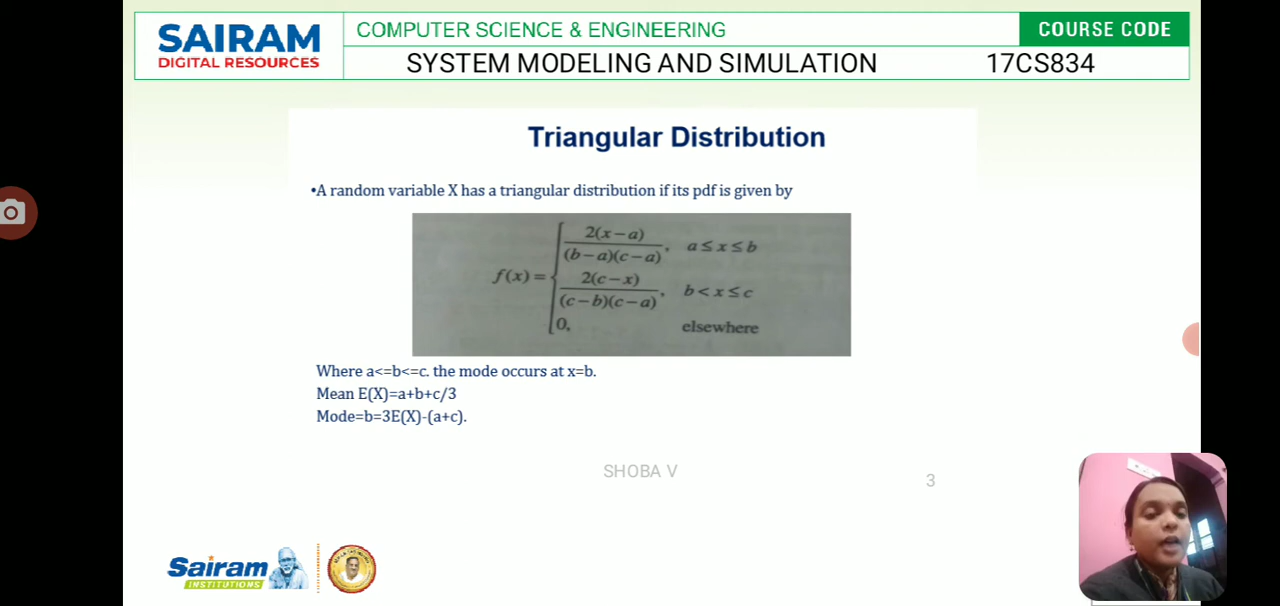 SAIRAM
DIGITAL RESOURCES
COMPUTER SCIENCE & ENGINEERING
COURSE CODE
SYSTEM MODELING AND SIMULATION
17CS834
Triangular Distribution
•A random variable X has a triangular distribution if its pdf is given by
2(x−a)
(b−a)(c−a) , a≤x≤b
f(x)=
2(c−x)
(c−b)(c−a) , b<x≤c
0, elsewhere
Where a<=b<=c. the mode occurs at x=b.
Mean E(X)=a+b+c/3
Mode=b=3E(X)-(a+c).
SHOBA V
3
Sairam
INSTITUTIONS